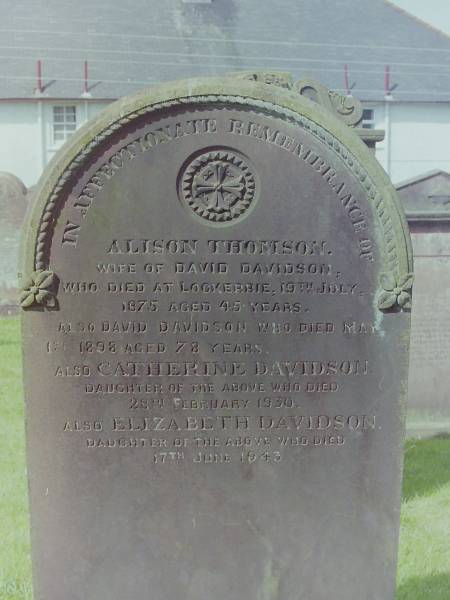 IN AFFECTIONATE REMEMBRANCE OF
ALISON THOMSON.
WIFE OF DAVID DAVIDSON,
WHO DIED AT LOCKERBIE, 19TH JULY,
1875 AGED 45 YEARS.
ALSO DAVID DAVIDSON WHO DIED MAY
1ST 1898 AGED 78 YEARS.
ALSO CATHERINE DAVIDSON
DAUGHTER OF THE ABOVE WHO DIED
28TH FEBRUARY 1930.
ALSO ELIZABETH DAVIDSON.
DAUGHTER OF THE ABOVE WHO DIED
17TH JUNE 1943